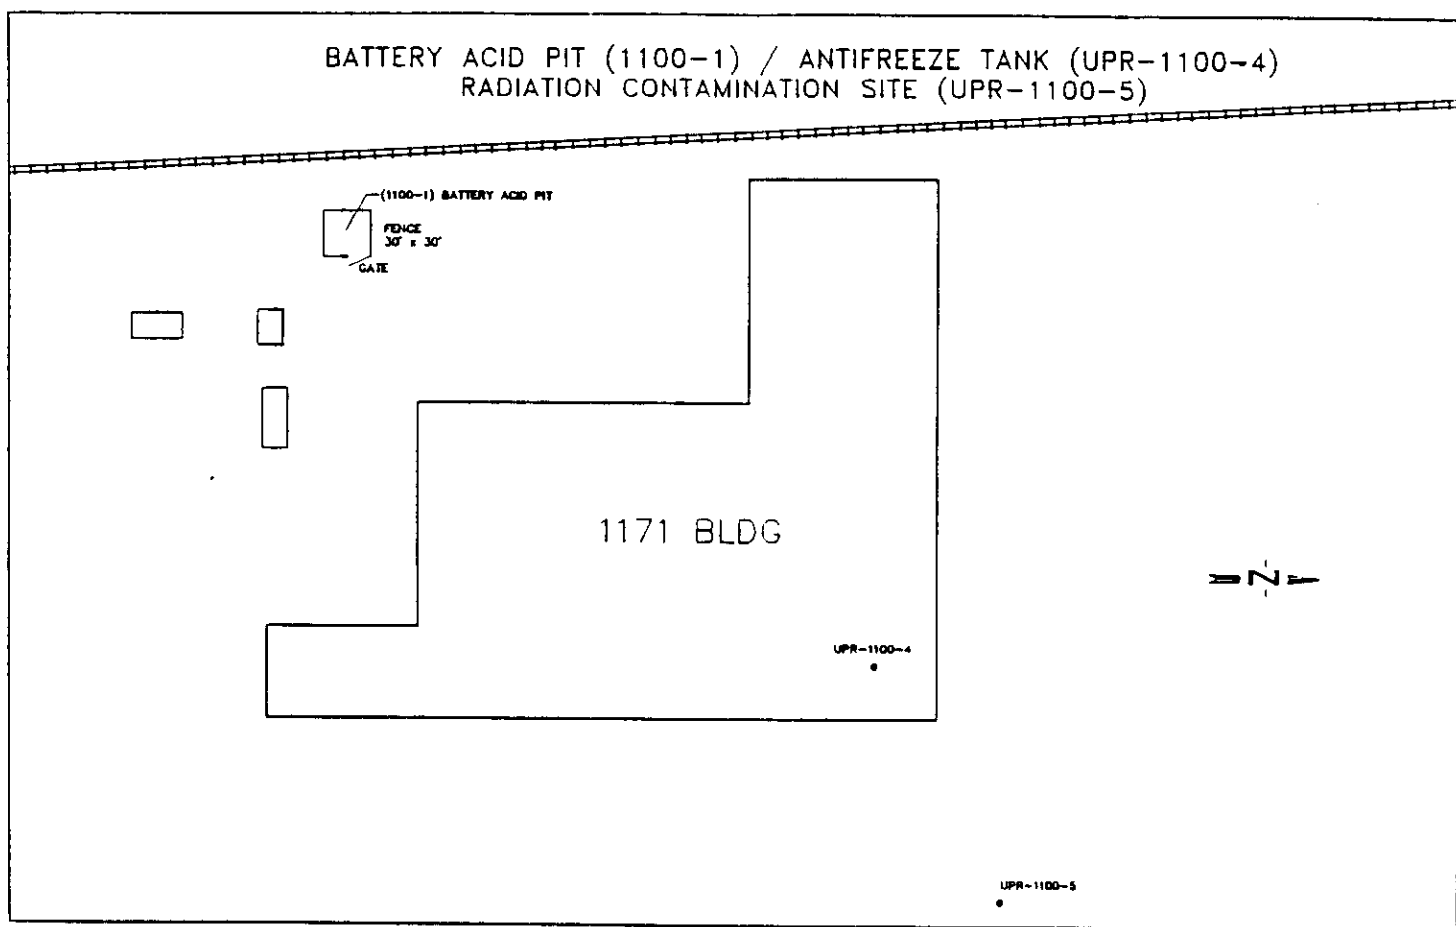 BATTERY ACID PIT (1100-1) / ANTIFREEZE TANK (UPR-1100-4)
RADIATION CONTAMINATION SITE (UPR-1100-5)
(1100-1) BATTERY ACID PIT
FENCE
30' x 30'
GATE
1171 BLDG
N
UPR-1100-4
UPR-1100-5